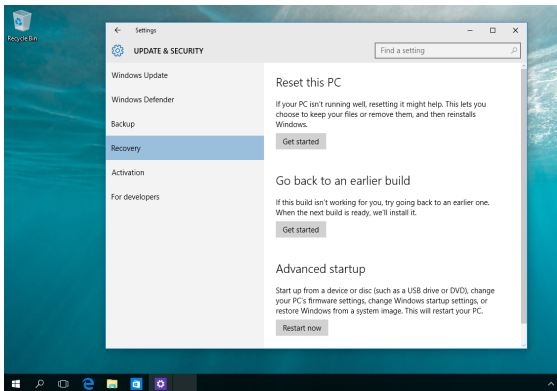 Recycle Bin
Settings
UPDATE & SECURITY
Find a setting
Windows Update
Windows Defender
Backup
Recovery
Activation
For developers
Reset this PC
If your PC isn't running well, resetting it might help. This lets you
choose to keep your files or remove them, and then reinstalls
Windows.
Get started
Go back to an earlier build
If this build isn't working for you, try going back to an earlier one.
When the next build is ready, we'll install it.
Get started
Advanced startup
Start up from a device or disc (such as a USB drive or DVD), change
your PC's firmware settings, change Windows startup settings, or
restore Windows from a system image. This will restart your PC.
Restart now